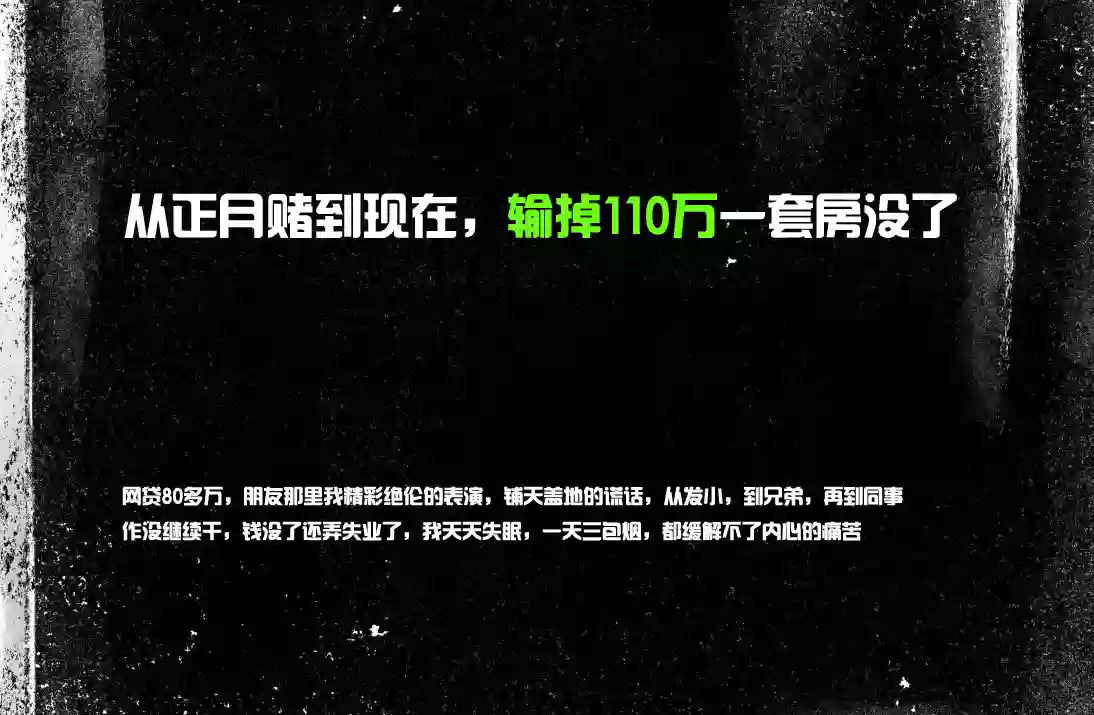 从正月赌到现在，输掉110万一套房没了
网贷80多万，朋友那里我精彩绝伦的表演，铺天盖地的谎话，从发小，到兄弟，再到同事
作没继续干，钱没了还弄失业了，我天天失眠，一天三包烟，都缓解不了内心的痛苦